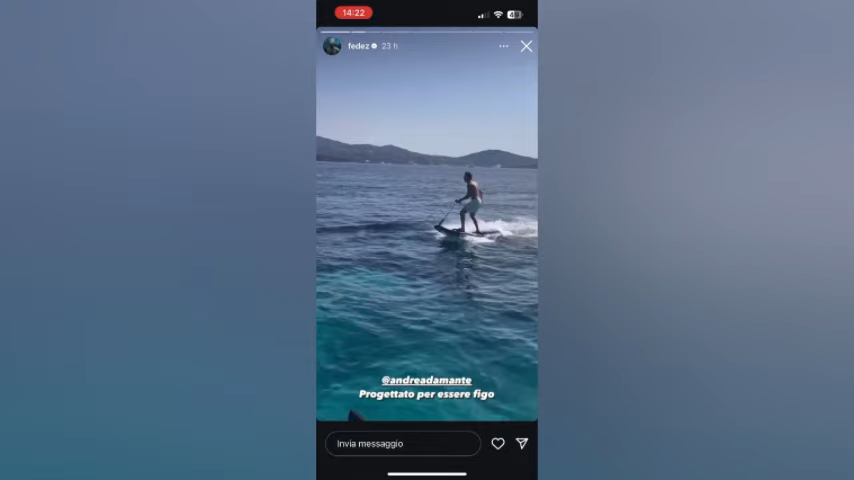 14:22
fedez 23 h
@andreadamante
Progettato per essere figo
Invia messaggio